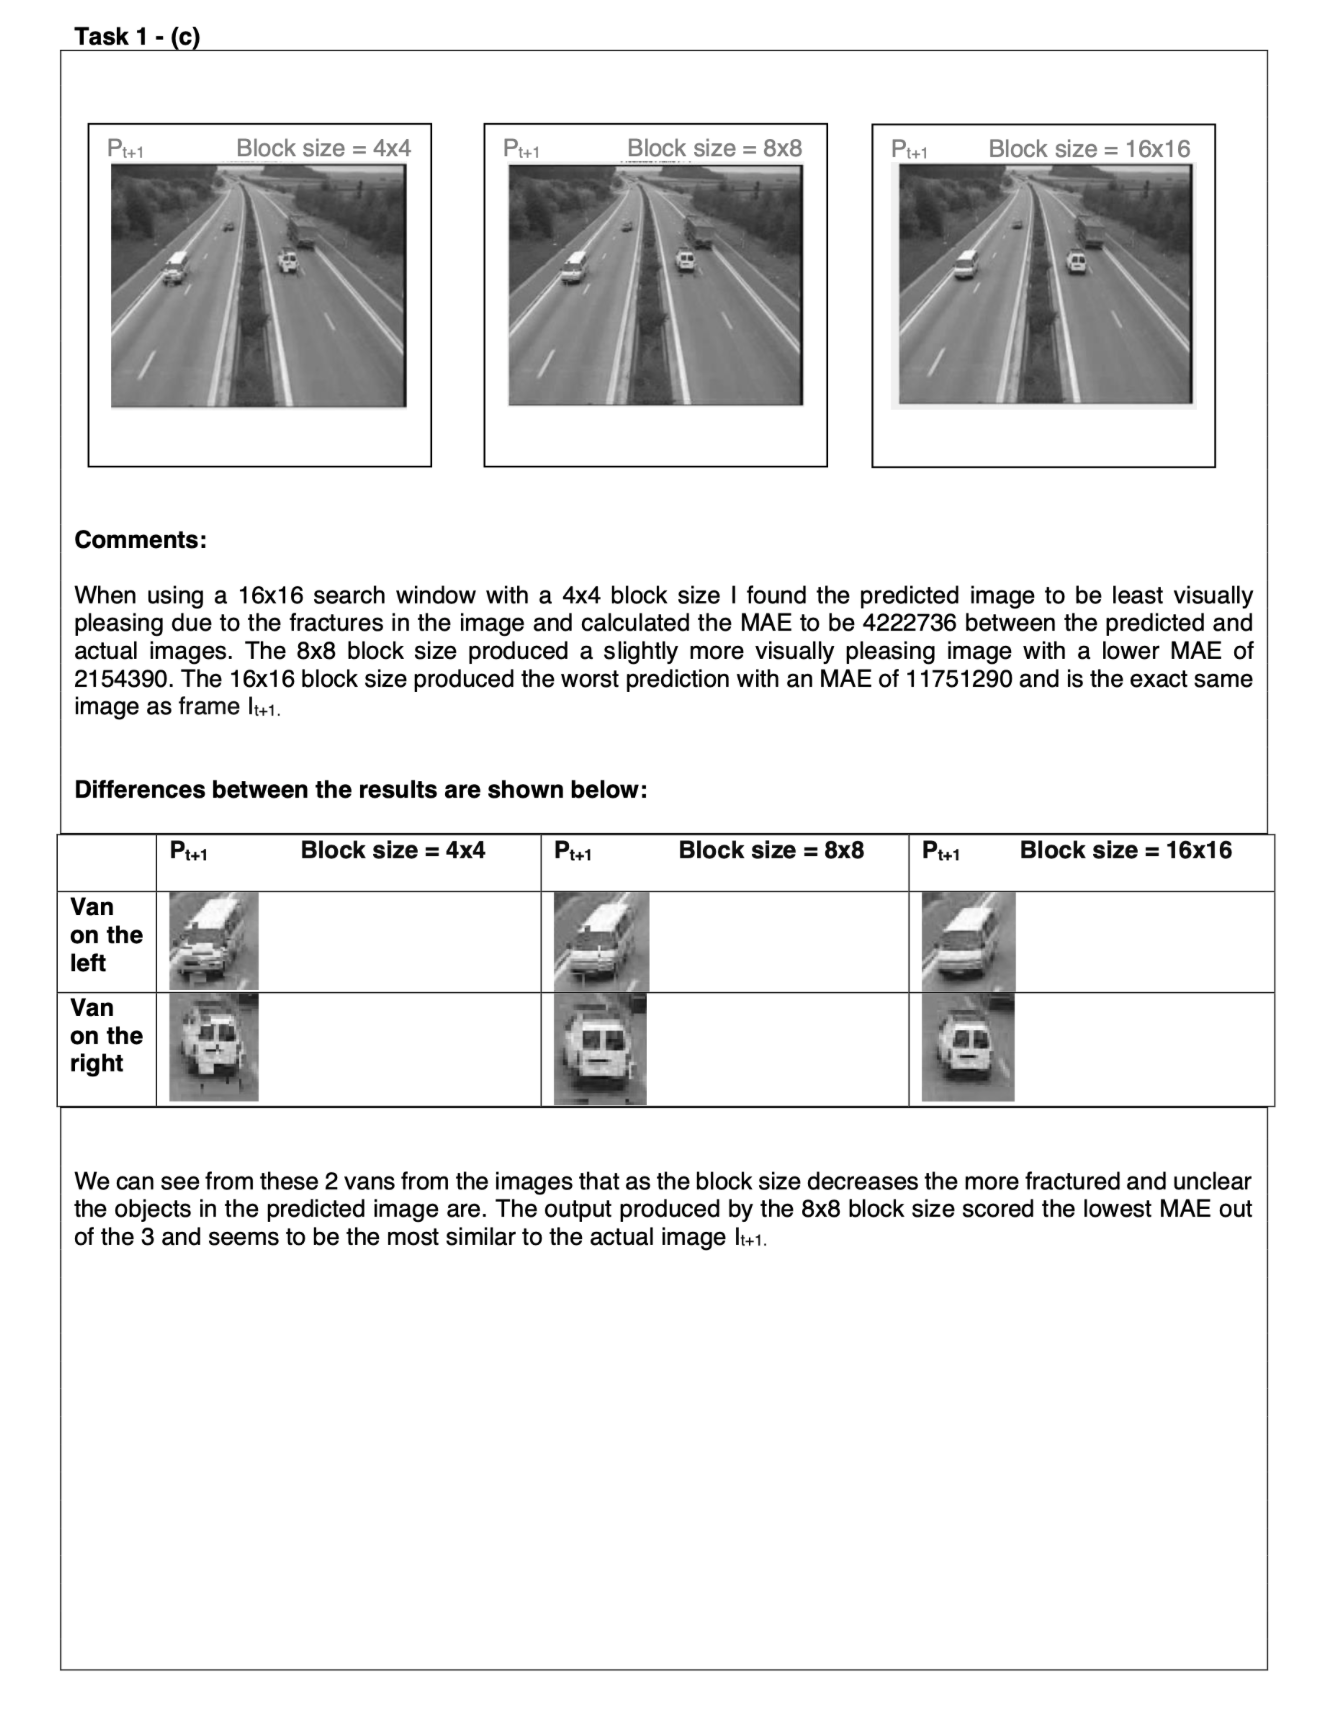 Task 1 - (c)
Pt+1 Block size = 4x4
Pt+1 Block size = 8x8
Pt+1 Block size = 16x16
Comments:
When using a 16x16 search window with a 4x4 block size I found the predicted image to be least visually
pleasing due to the fractures in the image and calculated the MAE to be 4222736 between the predicted and
actual images. The 8x8 block size produced a slightly more visually pleasing image with a lower MAE of
2154390. The 16x16 block size produced the worst prediction with an MAE of 11751290 and is the exact same
image as frame It+1.
Differences between the results are shown below:
Pt+1 Block size = 4x4
Pt+1 Block size = 8x8
Pt+1 Block size = 16x16
Van
on the
left
Van
on the
right
We can see from these 2 vans from the images that as the block size decreases the more fractured and unclear
the objects in the predicted image are. The output produced by the 8x8 block size scored the lowest MAE out
of the 3 and seems to be the most similar to the actual image It+1.